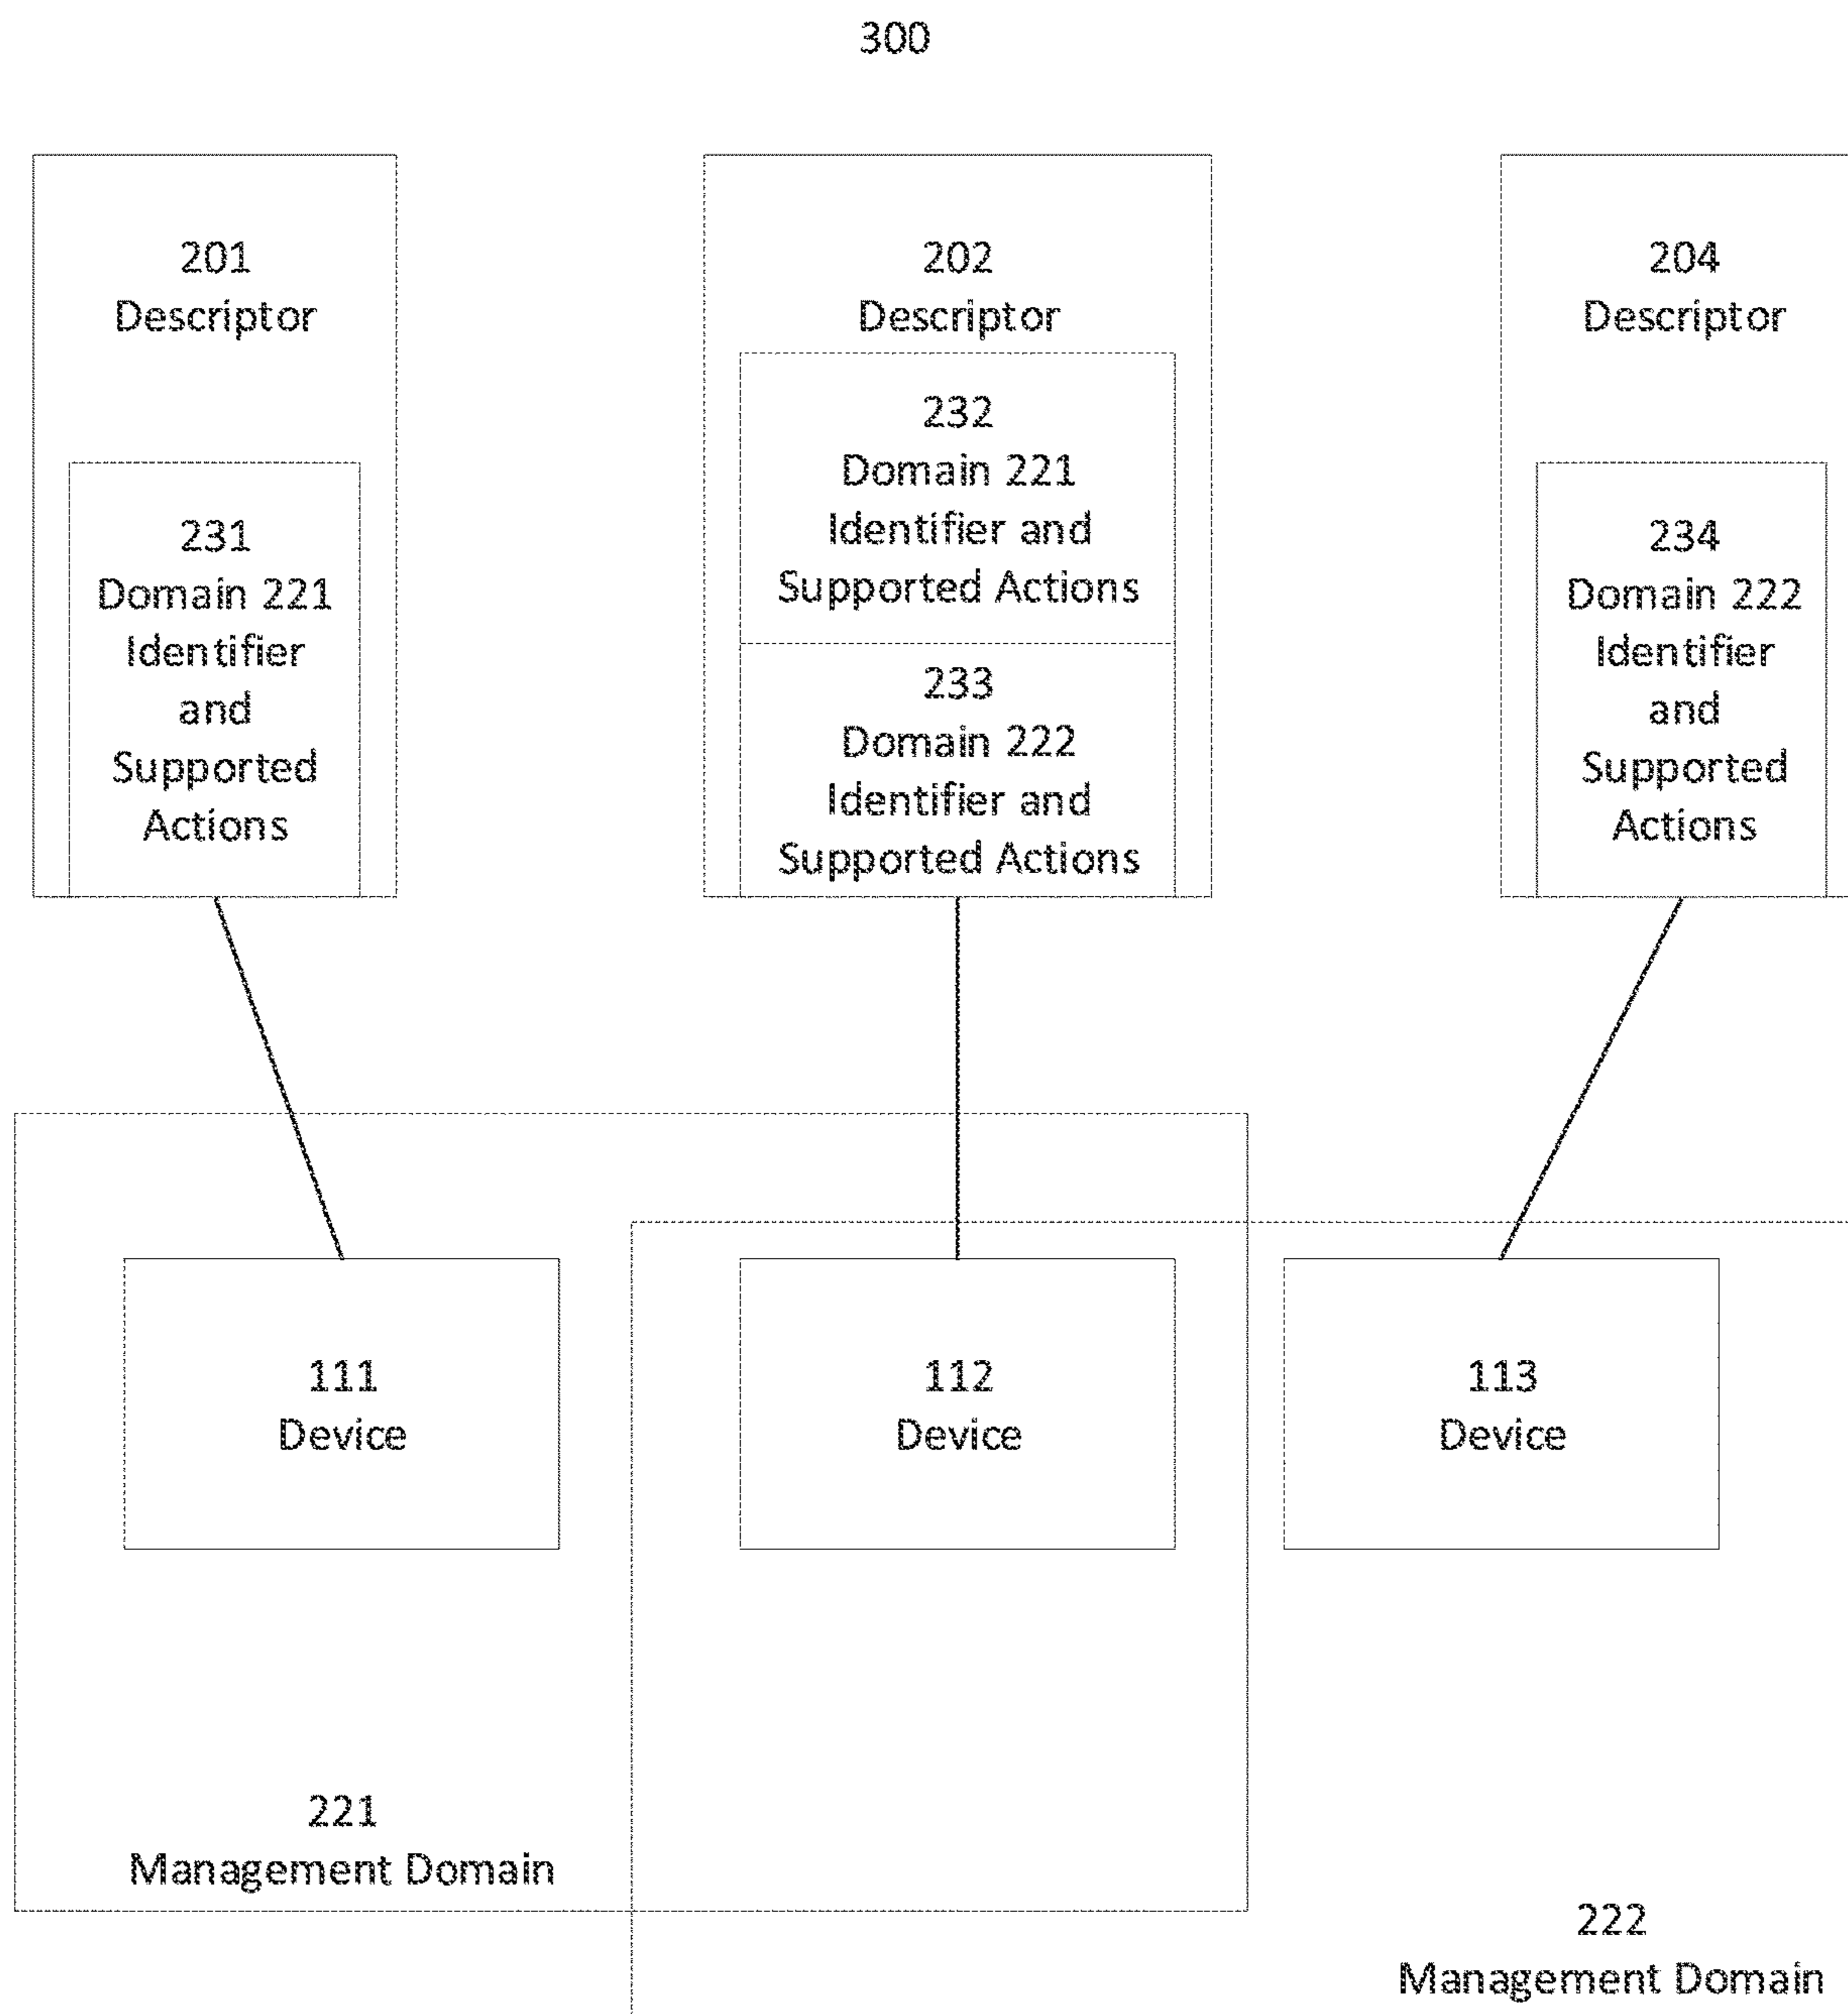 300
201
Descriptor
231
Domain 221
Identifier
and
Supported
Actions
202
Descriptor
232
Domain 221
Identifier and
Supported Actions
233
Domain 222
Identifier and
Supported Actions
204
Descriptor
234
Domain 222
Identifier
and
Supported
Actions
111
Device
112
Device
113
Device
221
Management Domain
222
Management Domain